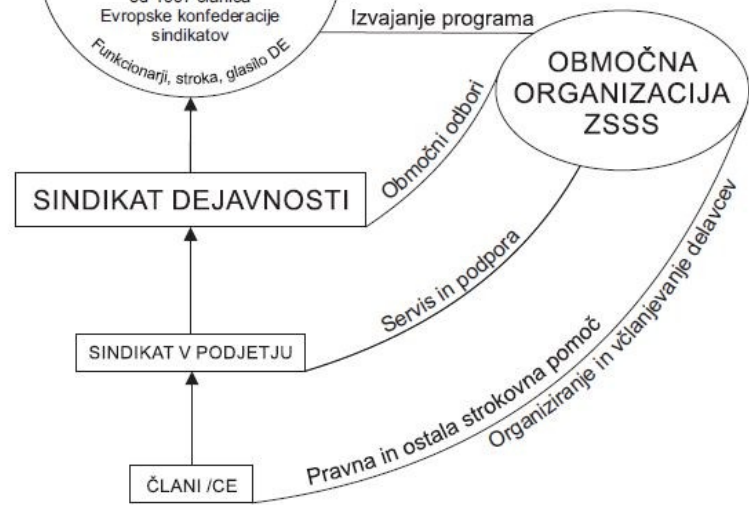 Evropske konfederacije
sindikatov
Funkcionarji, stroka, glasilo DE
Izvajanje programa
OBMOČNA
ORGANIZACIJA
ZSSS
Območni odbori
SINDIKAT DEJAVNOSTI
Servis in podpora
SINDIKAT V PODJETJU
Pravna in ostala strokovna pomoč
Organiziranje in včlanjevanje delavcev
ČLANI /CE